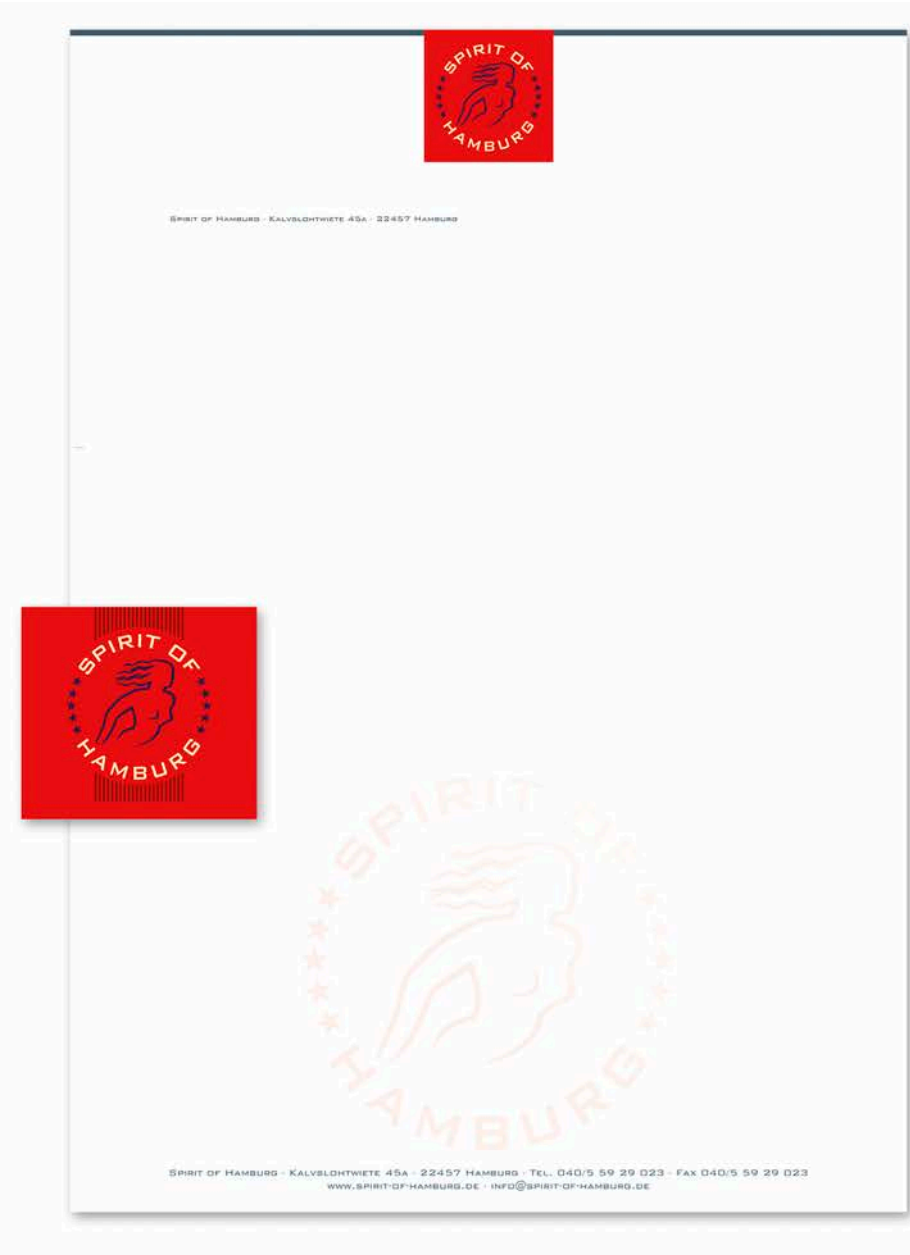 SPIRIT OF
HAMBURG
SPIRIT OF HAMBURG · KALVSLOHTWIETE 45A · 22457 HAMBURG
SPIRIT OF
HAMBURG
SPIRIT OF
HAMBURG
SPIRIT OF HAMBURG · KALVSLOHTWIETE 45A · 22457 HAMBURG · TEL. 040/5 59 29 023 · FAX 040/5 59 29 023
WWW.SPIRIT-OF-HAMBURG.DE · INFO@SPIRIT-OF-HAMBURG.DE